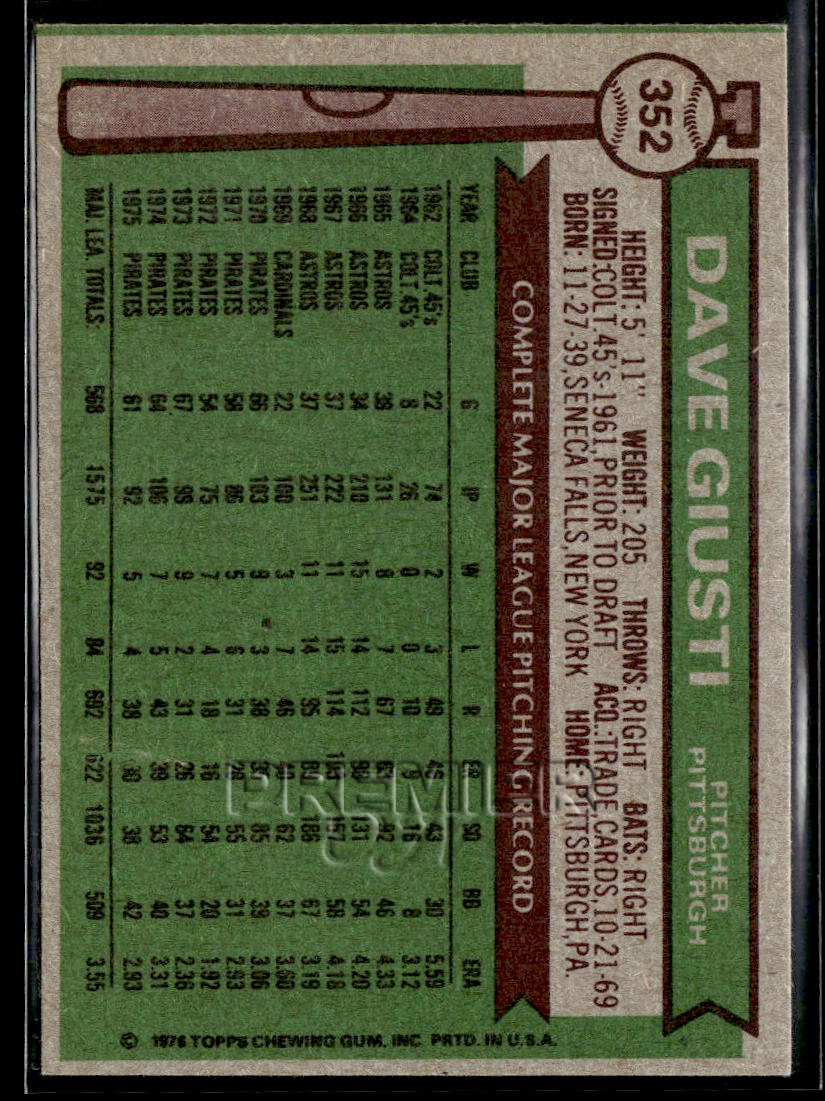 352
DAVE GIUSTI
PITCHER
PITTSBURGH
HEIGHT: 5' 11" WEIGHT: 205 THROWS: RIGHT BATS: RIGHT
SIGNED: COLT 45's-1961, PRIOR TO DRAFT ACQ.: TRADE, CARDS, 10-21-69
BORN: 11-27-39, SENECA FALLS, NEW YORK HOME: PITTSBURGH, PA.
COMPLETE MAJOR LEAGUE PITCHING RECORD
YEAR CLUB G IP W L R ER SO BB ERA
1962 COLT 45's 22 74 2 3 49 46 43 30 5.59
1964 COLT 45's 8 26 0 0 10 9 16 8 3.12
1965 ASTROS 38 131 8 7 67 63 92 46 4.33
1966 ASTROS 34 210 15 14 112 98 131 54 4.20
1967 ASTROS 37 222 11 15 114 103 157 58 4.18
1968 ASTROS 37 251 11 14 95 89 186 67 3.19
1969 CARDINALS 22 100 3 7 46 40 62 37 3.60
1970 PIRATES 66 103 9 3 38 35 85 39 3.06
1971 PIRATES 58 86 5 6 31 28 55 31 2.93
1972 PIRATES 54 75 7 4 18 16 54 20 1.92
1973 PIRATES 67 99 9 2 31 26 64 37 2.36
1974 PIRATES 64 106 7 5 43 39 53 40 3.31
1975 PIRATES 61 92 5 4 38 30 38 42 2.93
MAJ. LEA. TOTALS 568 1575 92 84 692 622 1036 509 3.55
© 1976 TOPPS CHEWING GUM, INC. PRTD. IN U.S.A.
PREMIER